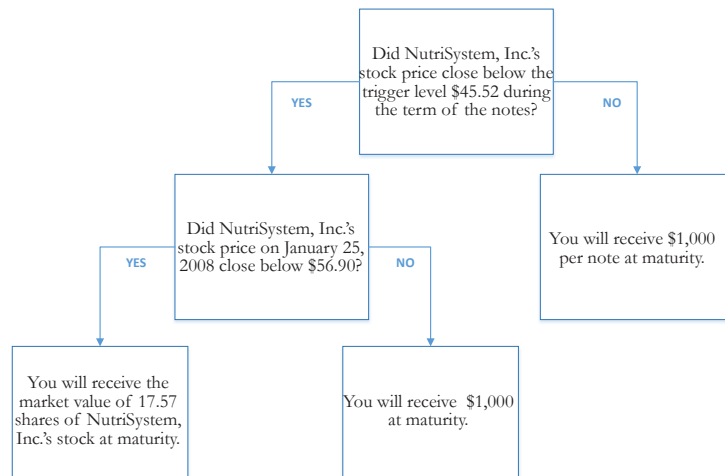 Did NutriSystem, Inc.'s
stock price close below the
trigger level $45.52 during
the term of the notes?
YES
NO
Did NutriSystem, Inc.'s
stock price on January 25,
2008 close below $56.90?
You will receive $1,000
per note at maturity.
YES
NO
You will receive the
market value of 17.57
shares of NutriSystem,
Inc.'s stock at maturity.
You will receive $1,000
at maturity.